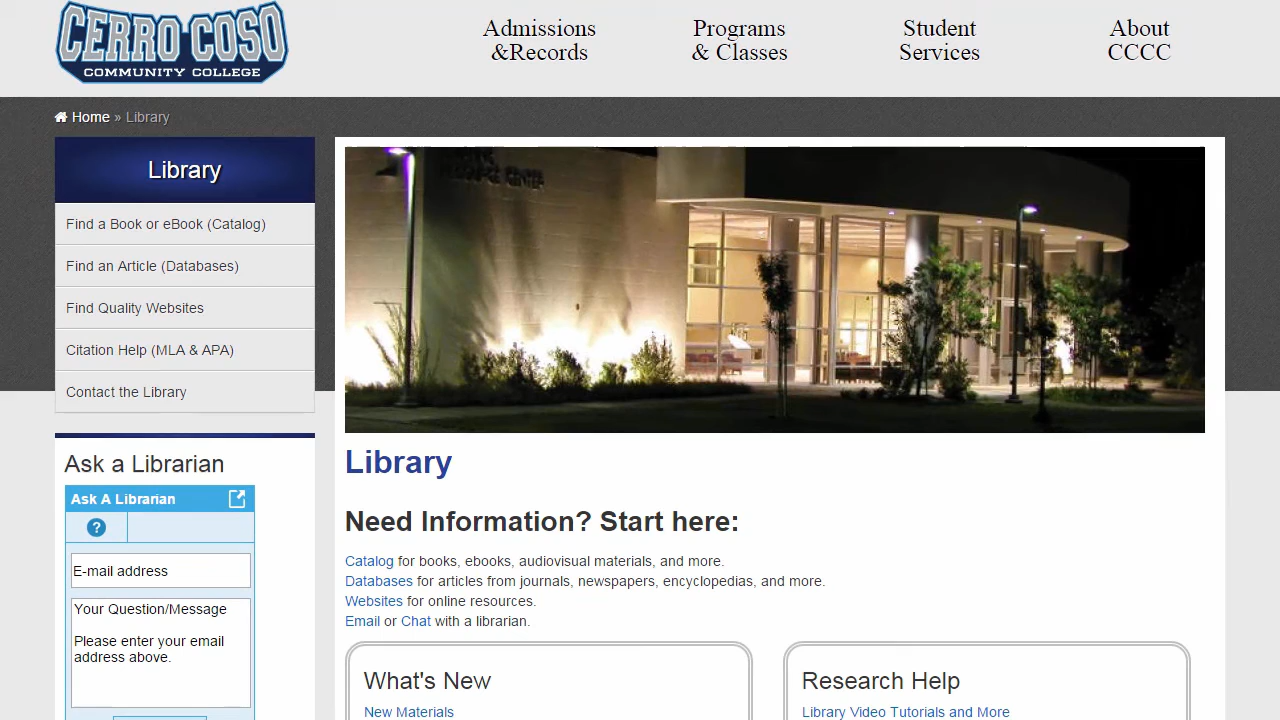 CERRO COSO
COMMUNITY COLLEGE
Admissions
&Records
Programs
& Classes
Student
Services
About
CCCC
Home » Library
Library
Find a Book or eBook (Catalog)
Find an Article (Databases)
Find Quality Websites
Citation Help (MLA & APA)
Contact the Library
Ask a Librarian
Ask A Librarian
?
E-mail address
Your Question/Message
Please enter your email
address above.
CENTER
Library
Need Information? Start here:
Catalog for books, ebooks, audiovisual materials, and more.
Databases for articles from journals, newspapers, encyclopedias, and more.
Websites for online resources.
Email or Chat with a librarian.
What's New
New Materials
Research Help
Library Video Tutorials and More